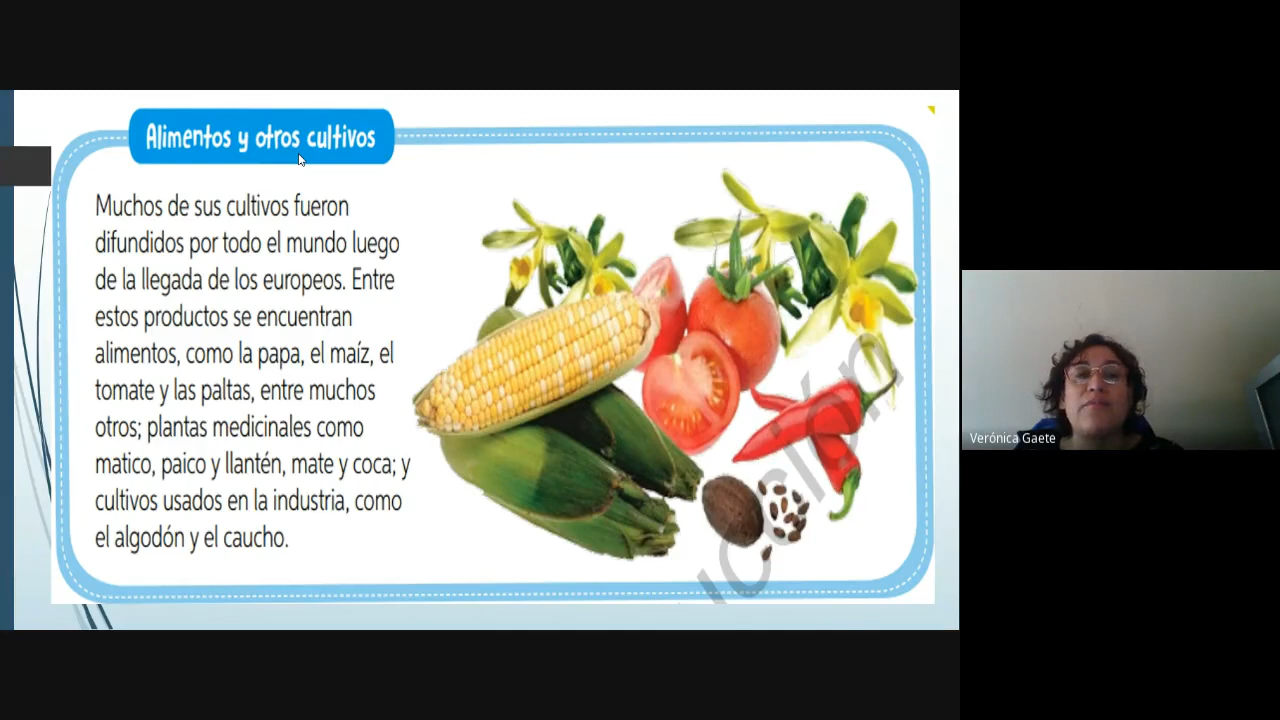 Alimentos y otros cultivos
Muchos de sus cultivos fueron
difundidos por todo el mundo luego
de la llegada de los europeos. Entre
estos productos se encuentran
alimentos, como la papa, el maíz, el
tomate y las paltas, entre muchos
otros; plantas medicinales como
matico, paico y llantén, mate y coca; y
cultivos usados en la industria, como
el algodón y el caucho.
Verónica Gaete